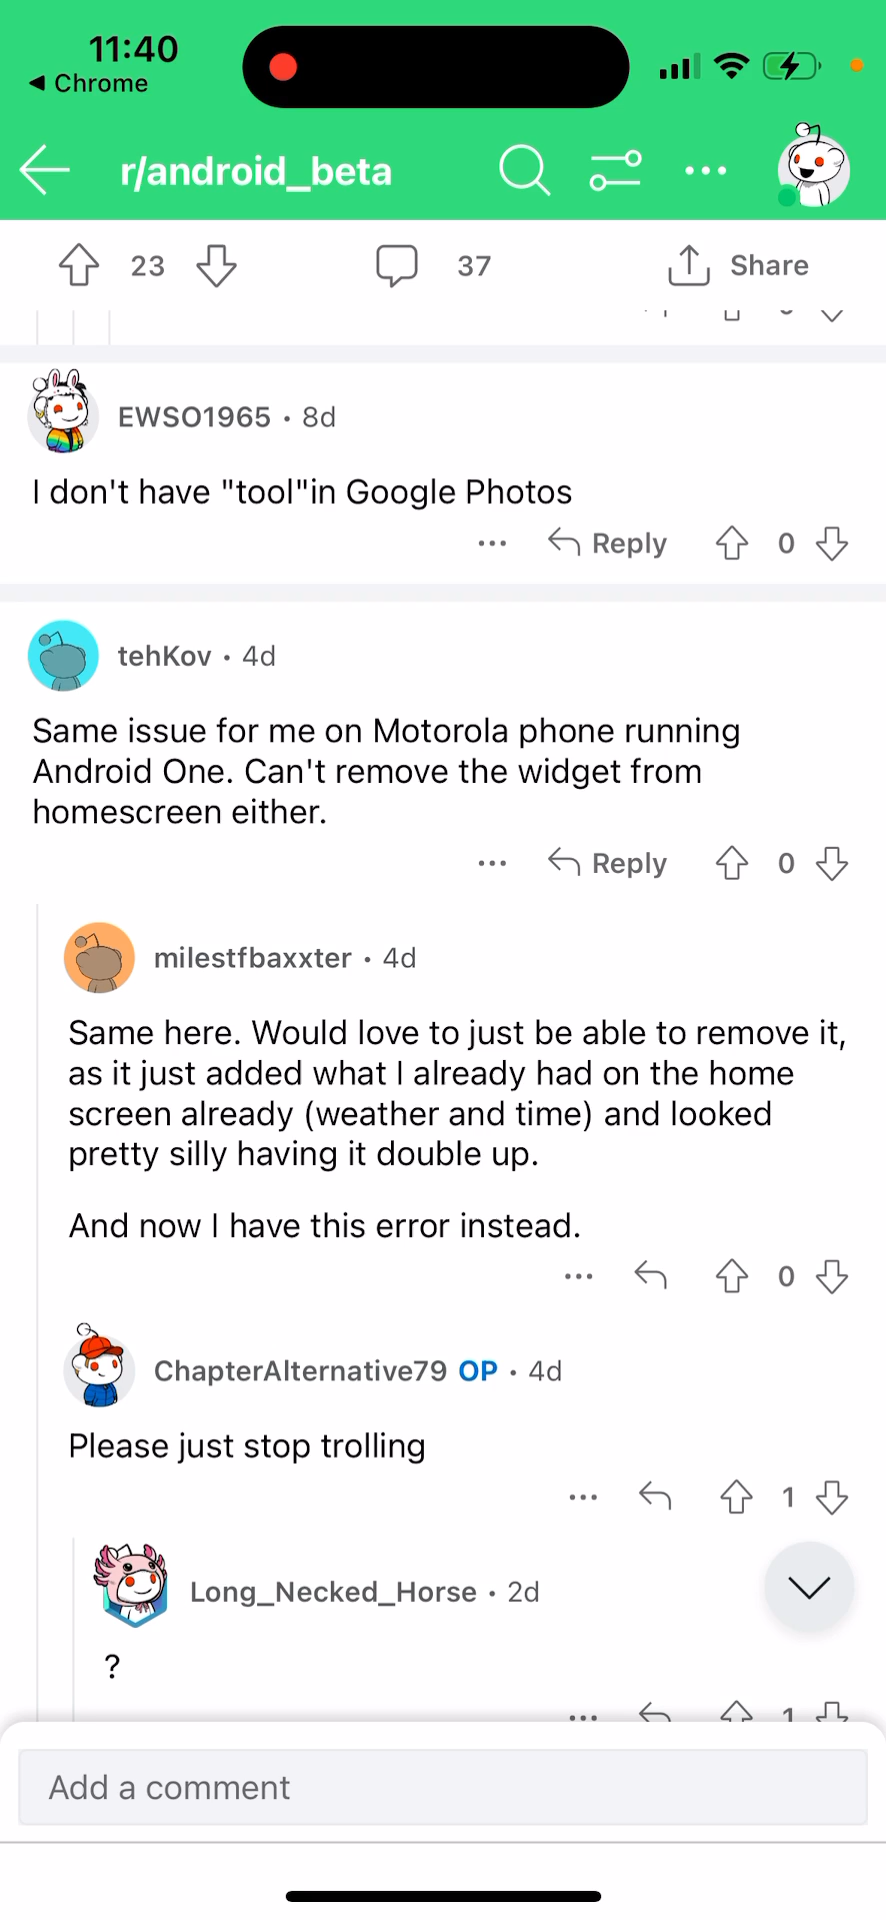 11:40
Chrome
r/android_beta
23
37
Share
EWSO1965 · 8d
I don't have "tool"in Google Photos
Reply
0
tehKov · 4d
Same issue for me on Motorola phone running
Android One. Can't remove the widget from
homescreen either.
Reply
0
milestfbaxxter · 4d
Same here. Would love to just be able to remove it,
as it just added what I already had on the home
screen already (weather and time) and looked
pretty silly having it double up.
And now I have this error instead.
0
ChapterAlternative79 OP · 4d
Please just stop trolling
1
Long_Necked_Horse · 2d
?
1
Add a comment